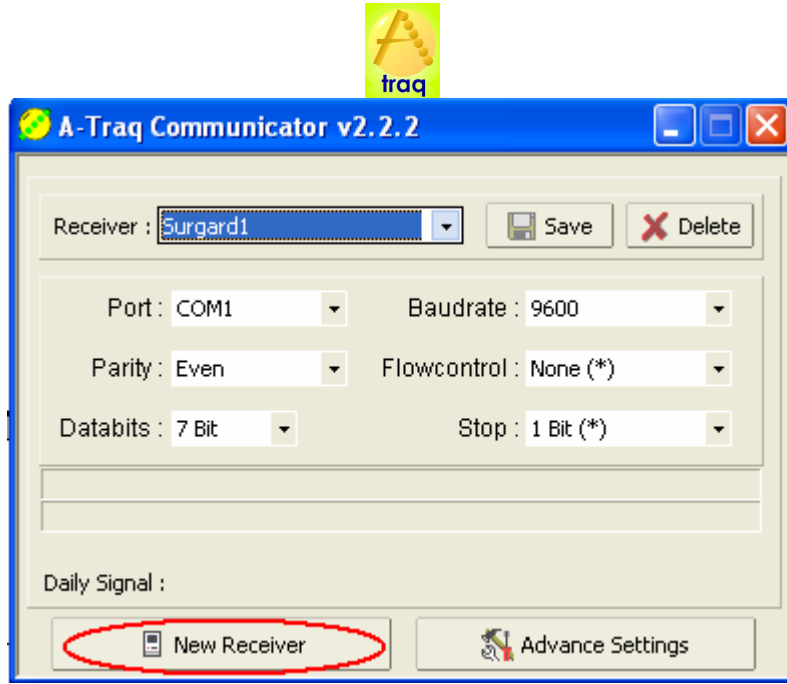 traq
A-Traq Communicator v2.2.2
Receiver : Surgard1 Save Delete
Port : COM1 Baudrate : 9600
Parity : Even Flowcontrol : None (*)
Databits : 7 Bit Stop : 1 Bit (*)
Daily Signal :
New Receiver Advance Settings